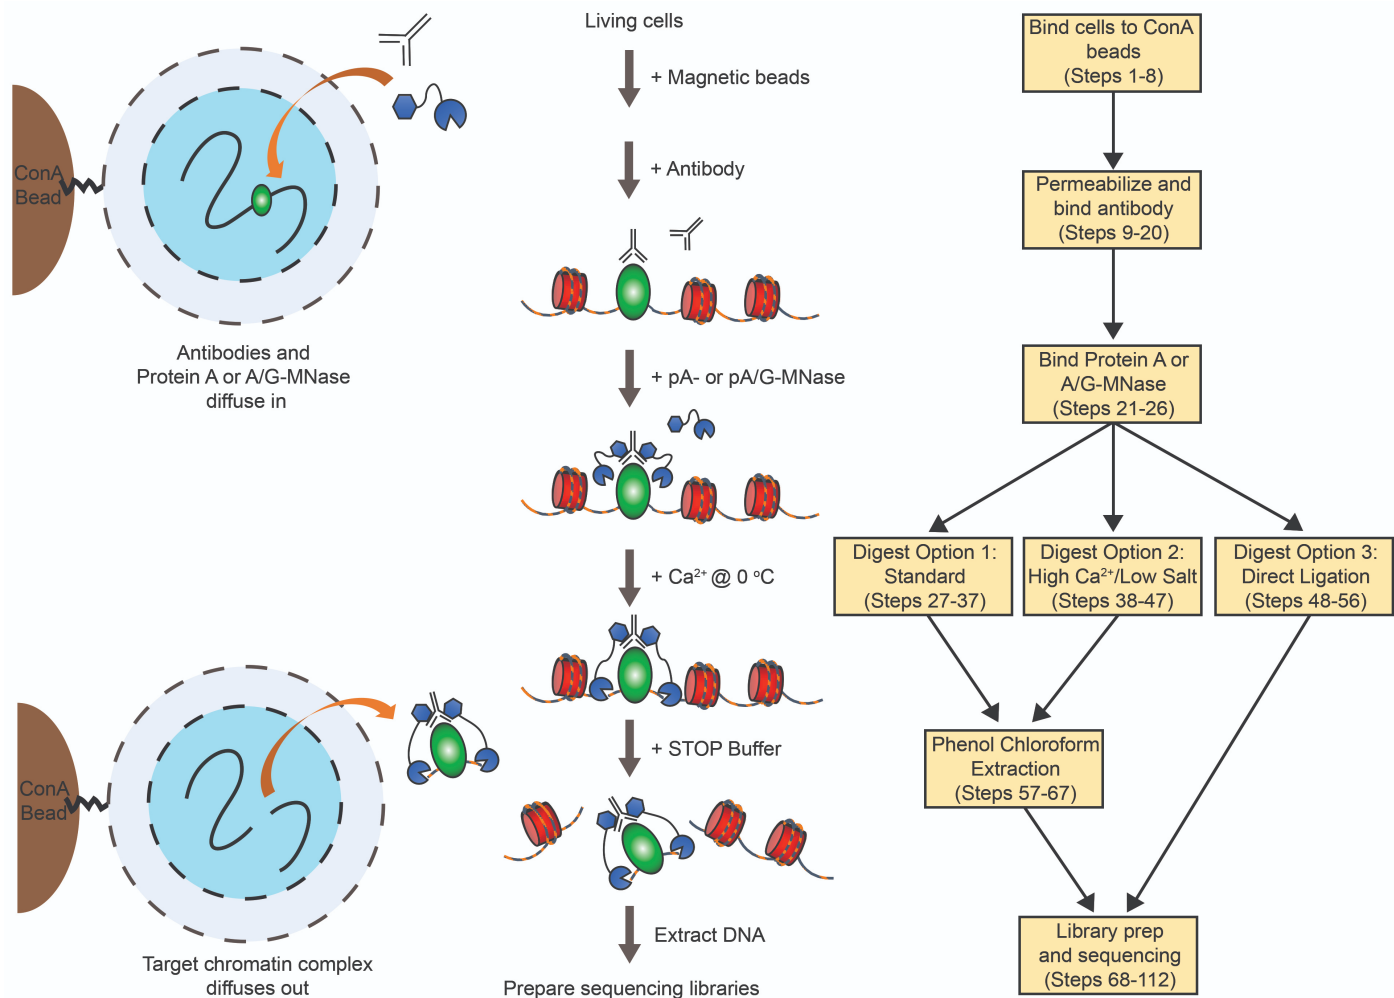 ConA
Bead
Antibodies and
Protein A or A/G-MNase
diffuse in
ConA
Bead
Target chromatin complex
diffuses out
Living cells
+ Magnetic beads
+ Antibody
+ pA- or pA/G-MNase
+ Ca²⁺ @ 0 °C
+ STOP Buffer
Extract DNA
Prepare sequencing libraries
Bind cells to ConA
beads
(Steps 1-8)
Permeabilize and
bind antibody
(Steps 9-20)
Bind Protein A or
A/G-MNase
(Steps 21-26)
Digest Option 1:
Standard
(Steps 27-37)
Digest Option 2:
High Ca²⁺/Low Salt
(Steps 38-47)
Digest Option 3:
Direct Ligation
(Steps 48-56)
Phenol Chloroform
Extraction
(Steps 57-67)
Library prep
and sequencing
(Steps 68-112)